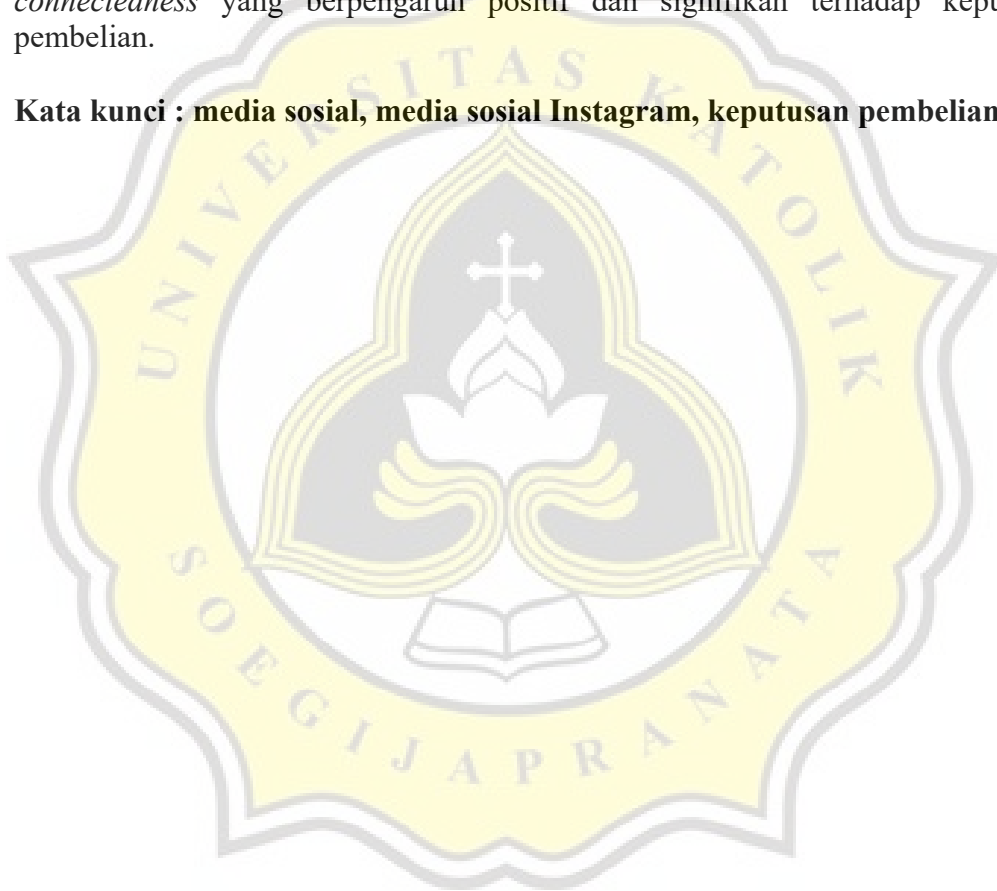 connectedness yang berpengaruh positif dan signifikan terhadap
pembelian.
Kata kunci : media sosial, media sosial Instagram, keputusan pembelian
UNIVERSITAS KATOLIK
SOEGIJAPRANATA